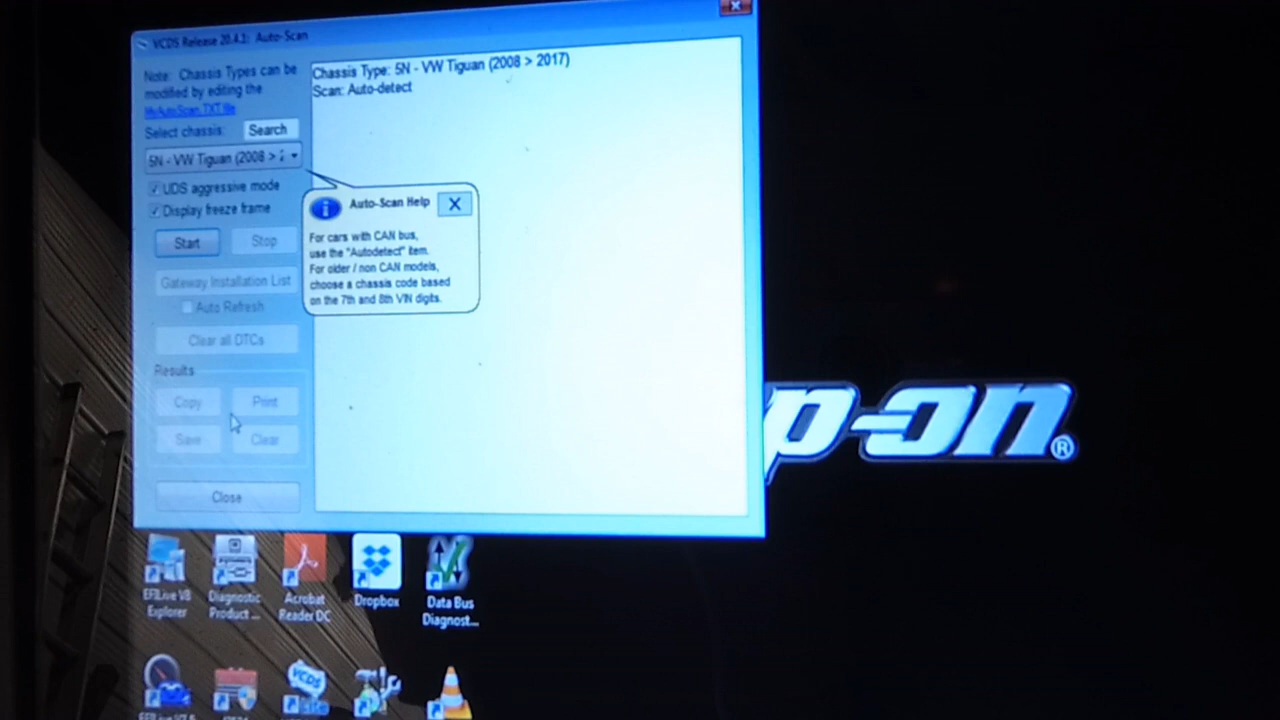 VCDS Release 20.4.1: Auto-Scan
Note: Chassis Types can be
modified by editing the
MyAutoScan.TXT file
Select chassis:
Search
5N - VW Tiguan (2008 >
UDS aggressive mode
Display freeze frame
Start
Stop
Gateway Installation List
Auto Refresh
Clear all DTCs
Results
Copy
Print
Save
Clear
Close
Chassis Type: 5N - VW Tiguan (2008 > 2017)
Scan: Auto-detect
Auto-Scan Help
For cars with CAN bus,
use the "Autodetect" item.
For older / non CAN models,
choose a chassis code based
on the 7th and 8th VIN digits.
p-on®
EFILive V8
Explorer
Diagnostic
Product ...
Acrobat
Reader DC
Dropbox
Data Bus
Diagnost...
VCDS
Lite